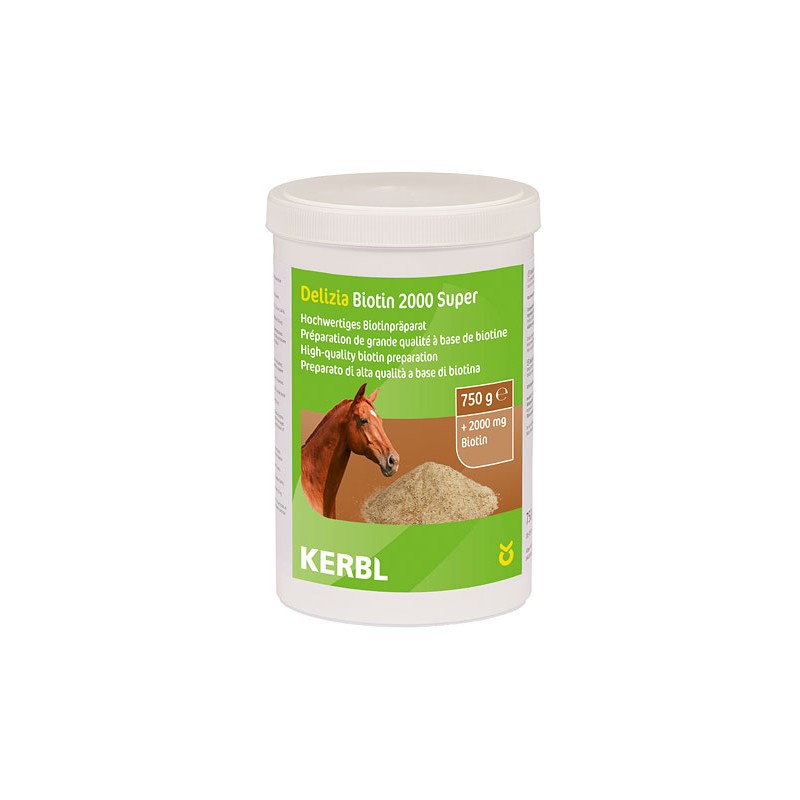 Delizia Biotin 2000 Super
Hochwertiges Biotinpräparat
Préparation de grande qualité à base de biotine
High-quality biotin preparation
Preparato di alta qualità a base di biotina
750 g ℮
+ 2000 mg
Biotin
KERBL